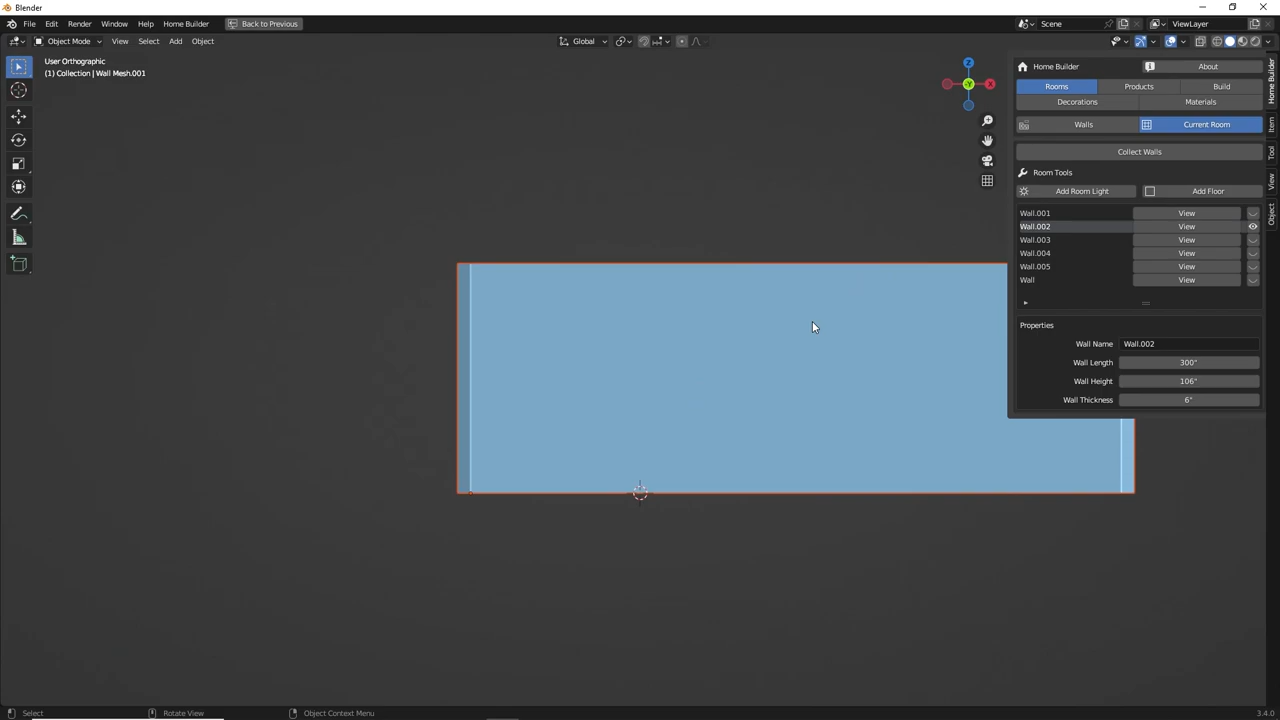 Blender
File Edit Render Window Help Home Builder Back to Previous Scene ViewLayer
Object Mode View Select Add Object Global
User Orthographic
(1) Collection | Wall Mesh.001
Z
Y
X
Home Builder About
Rooms Products Build
Decorations Materials
Walls Current Room
Collect Walls
Room Tools
Add Room Light Add Floor
Wall.001 View
Wall.002 View
Wall.003 View
Wall.004 View
Wall.005 View
Wall View
Properties
Wall Name Wall.002
Wall Length 300"
Wall Height 106"
Wall Thickness 6"
Home Builder
Item
Tool
View
Object
Select Rotate View Object Context Menu 3.4.0